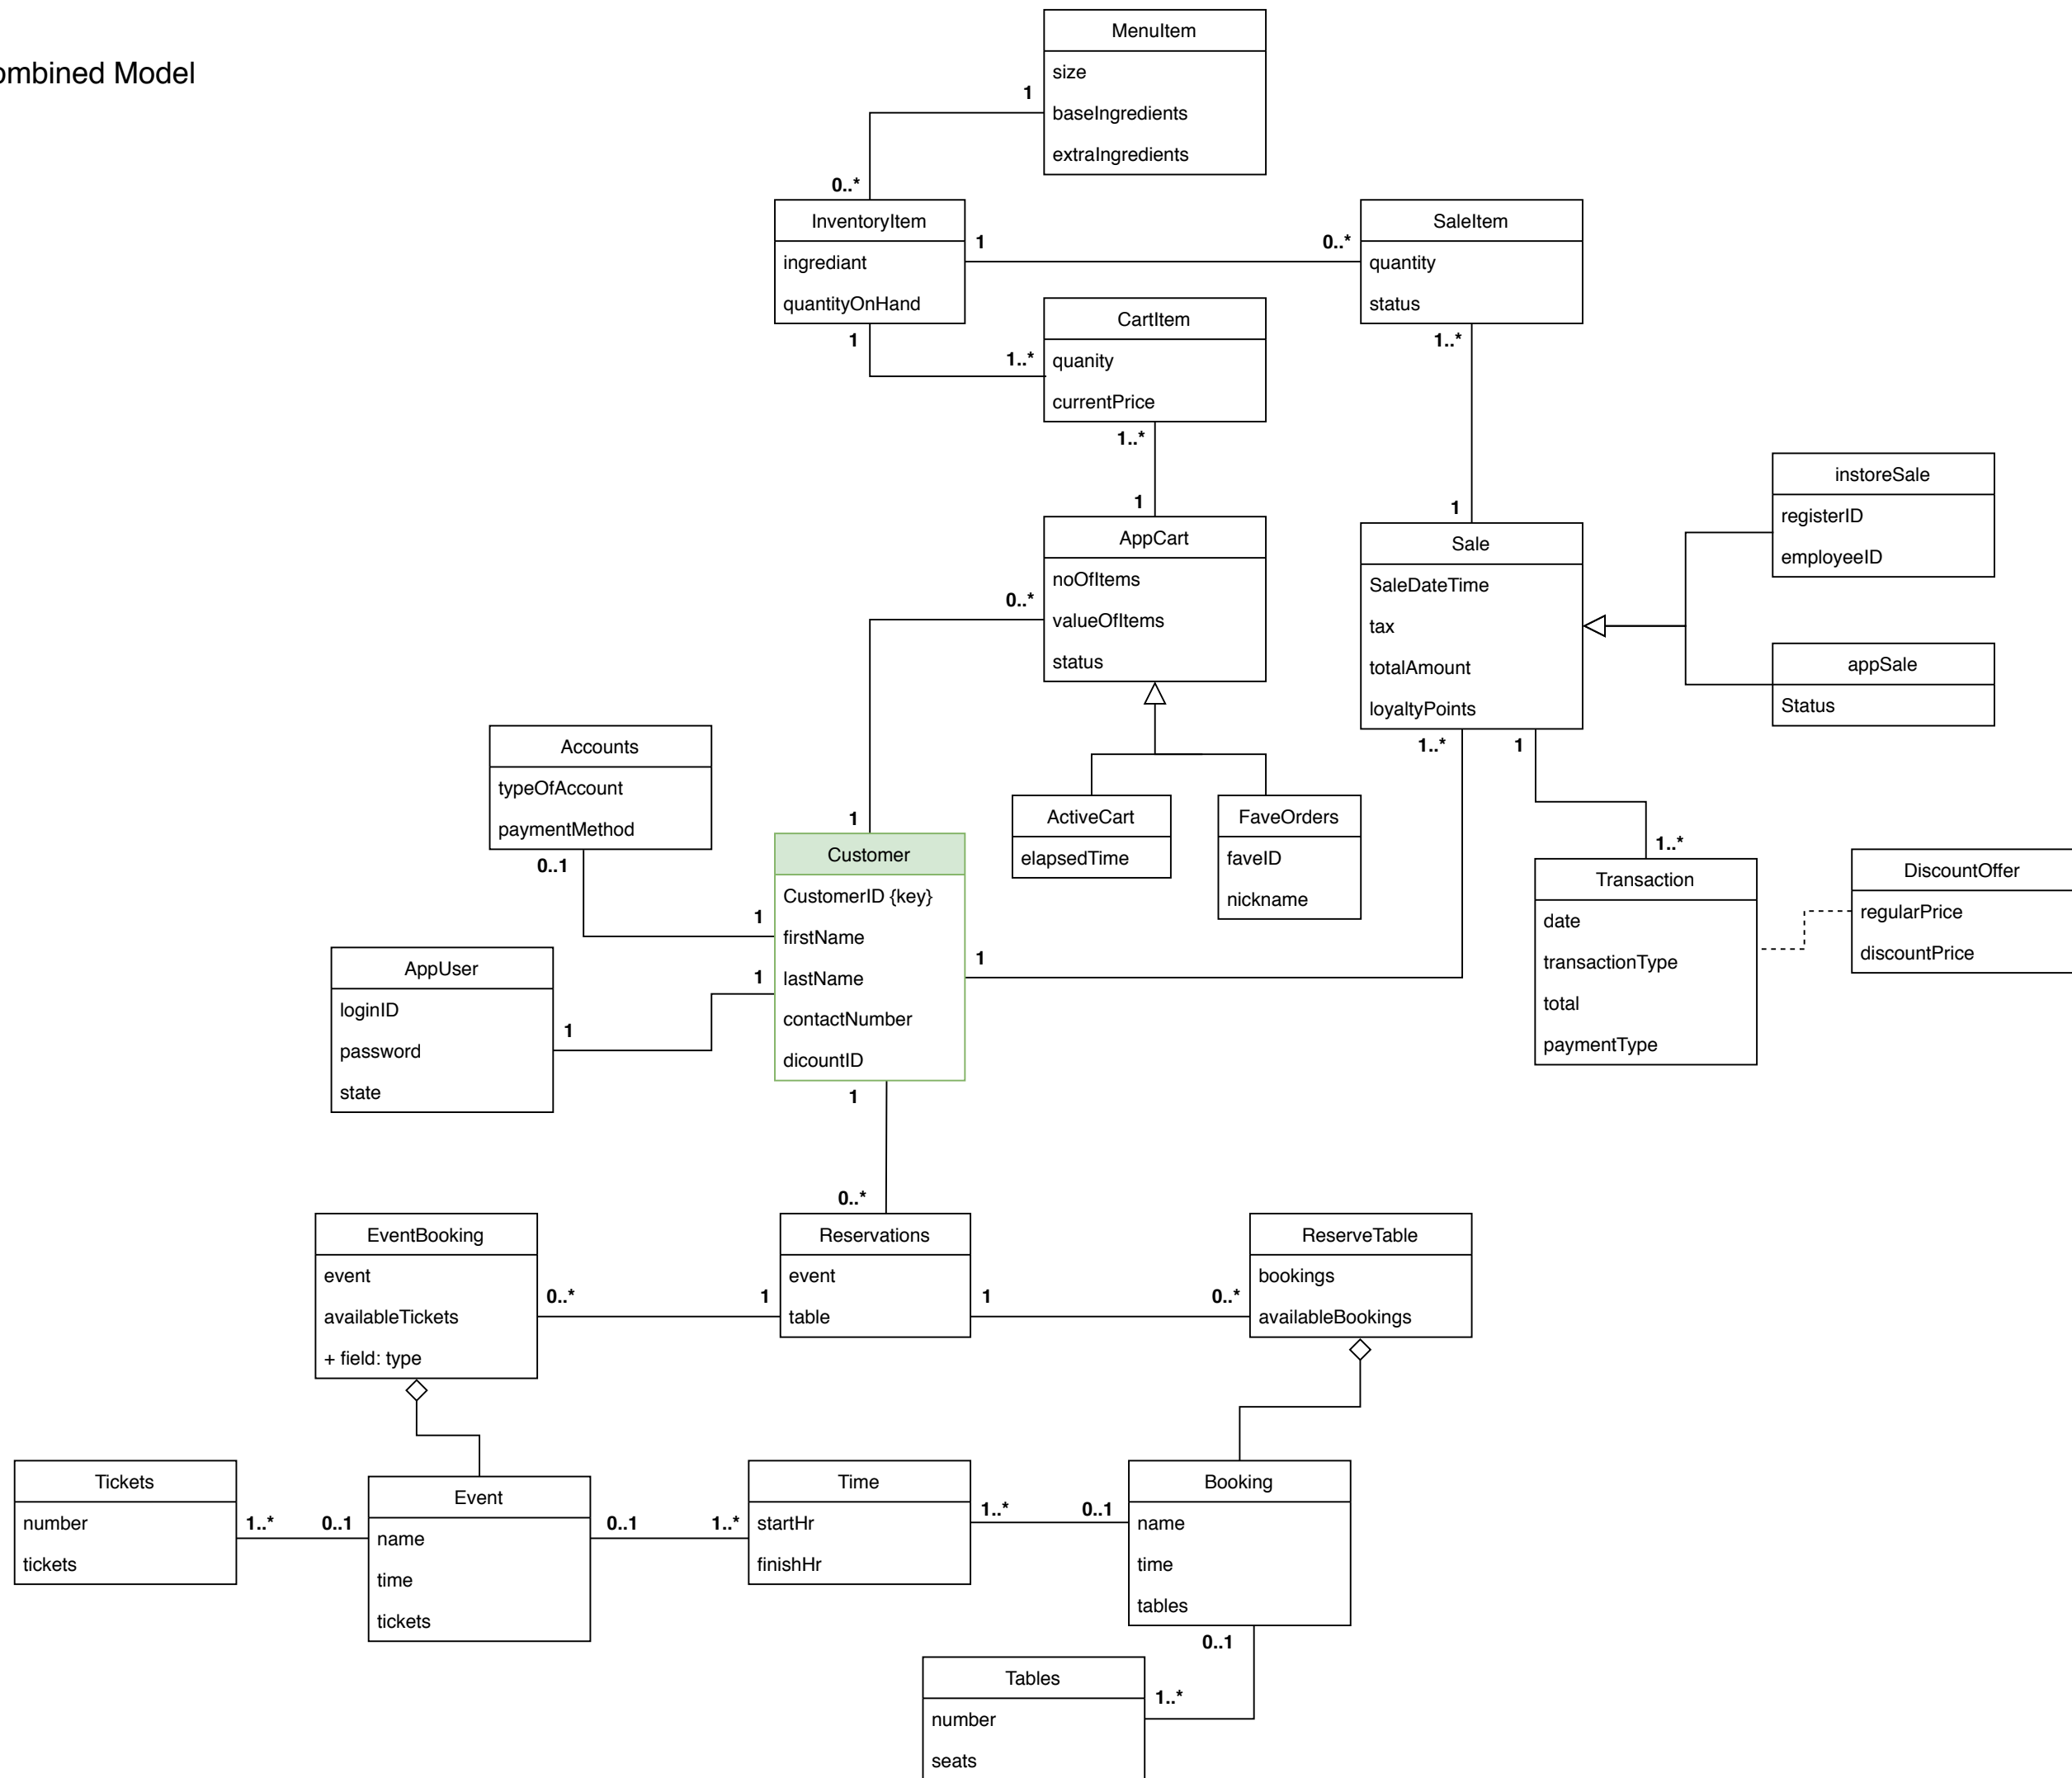 ombined Model
MenuItem
size
baseIngredients
extraIngredients
1
0..*
InventoryItem
ingrediant
quantityOnHand
1
0..*
SaleItem
quantity
status
1
1..*
CartItem
quanity
currentPrice
1..*
1..*
1
AppCart
noOfItems
valueOfItems
status
0..*
1
Sale
SaleDateTime
tax
totalAmount
loyaltyPoints
instoreSale
registerID
employeeID
appSale
Status
1..*
1
Accounts
typeOfAccount
paymentMethod
0..1
1
ActiveCart
elapsedTime
FaveOrders
faveID
nickname
1..*
Transaction
date
transactionType
total
paymentType
DiscountOffer
regularPrice
discountPrice
Customer
CustomerID {key}
firstName
lastName
contactNumber
dicountID
1
1
1
AppUser
loginID
password
state
1
1
0..*
EventBooking
event
availableTickets
+ field: type
0..*
1
Reservations
event
table
1
0..*
ReserveTable
bookings
availableBookings
Tickets
number
tickets
1..*
0..1
Event
name
time
tickets
0..1
1..*
Time
startHr
finishHr
1..*
0..1
Booking
name
time
tables
0..1
1..*
Tables
number
seats